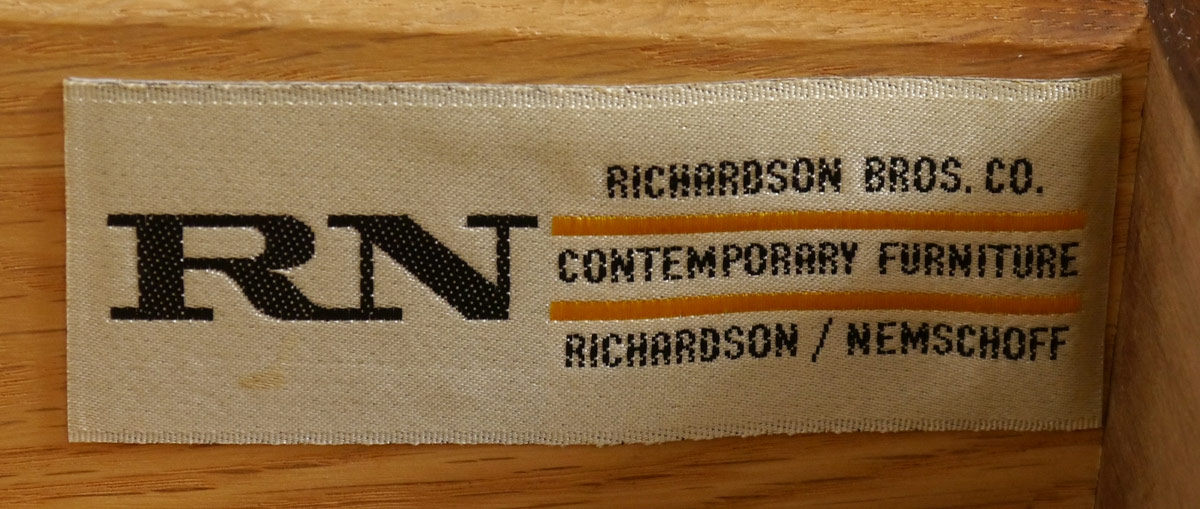 RN
RICHARDSON BROS. CO.
CONTEMPORARY FURNITURE
RICHARDSON / NEMSCHOFF